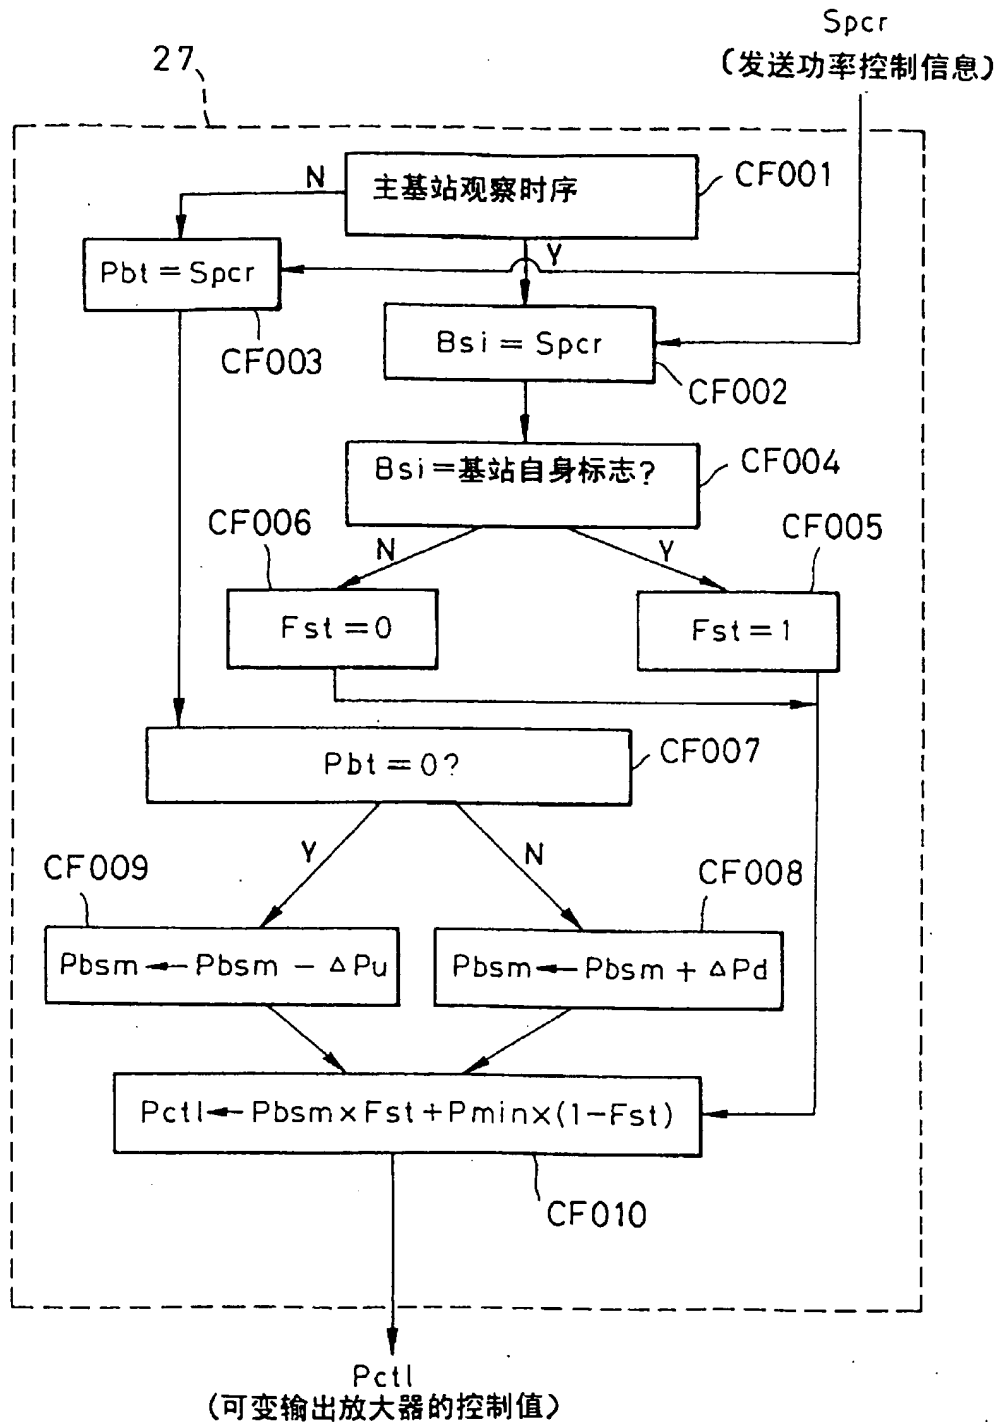 Spcr
(发送功率控制信息)
27
主基站观察时序
CF001
N
Y
Pbt = Spcr
CF003
Bsi = Spcr
CF002
Bsi=基站自身标志?
CF004
CF006
N
Y
CF005
Fst = 0
Fst = 1
Pbt = 0?
CF007
Y
N
CF009
CF008
Pbsm ← Pbsm − △Pu
Pbsm ← Pbsm + △Pd
Pctl←Pbsm×Fst+Pmin×(1−Fst)
CF010
Pctl
(可变输出放大器的控制值)